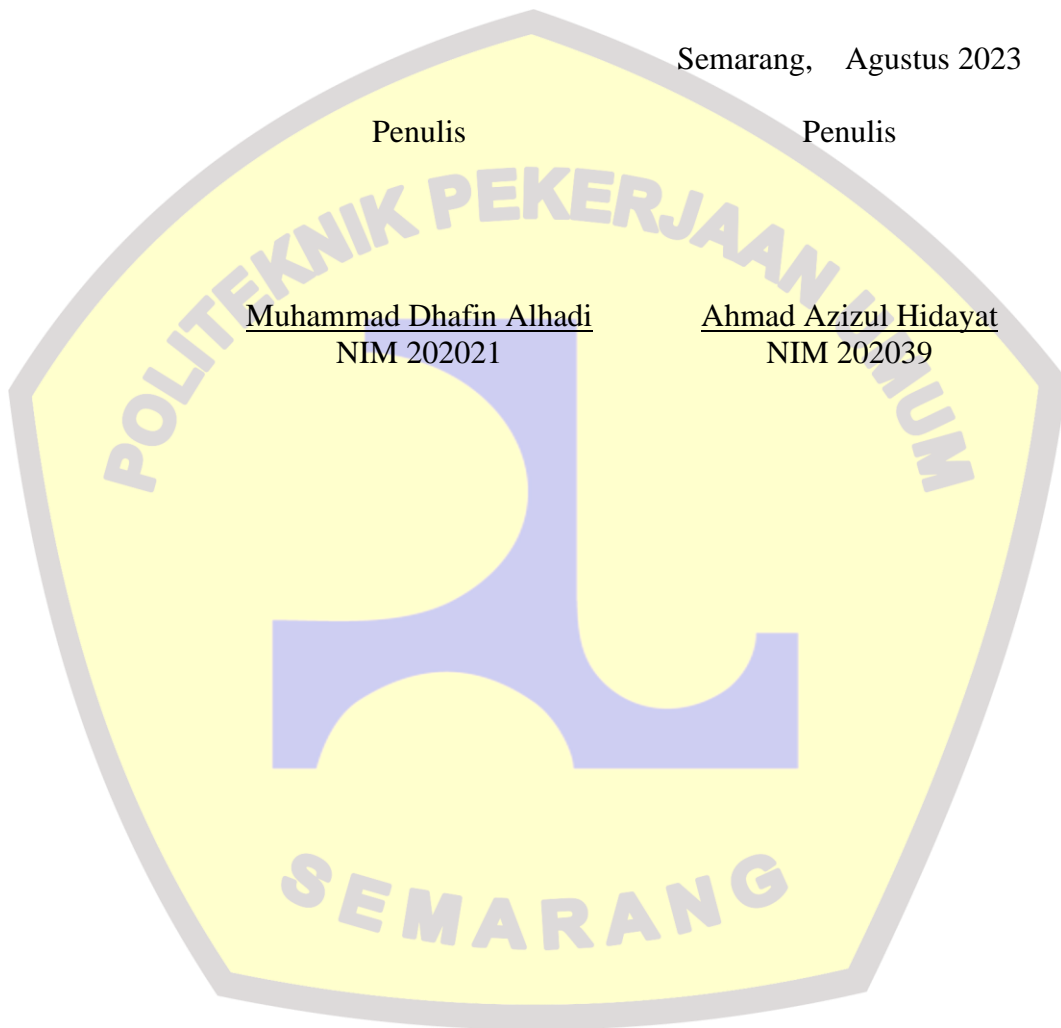 Semarang, Agustus 2023
Penulis Penulis
Muhammad Dhafin Alhadi Ahmad Azizul Hidayat
NIM 202021 NIM 202039
POLITEKNIK PEKERJAAN UMUM
SEMARANG